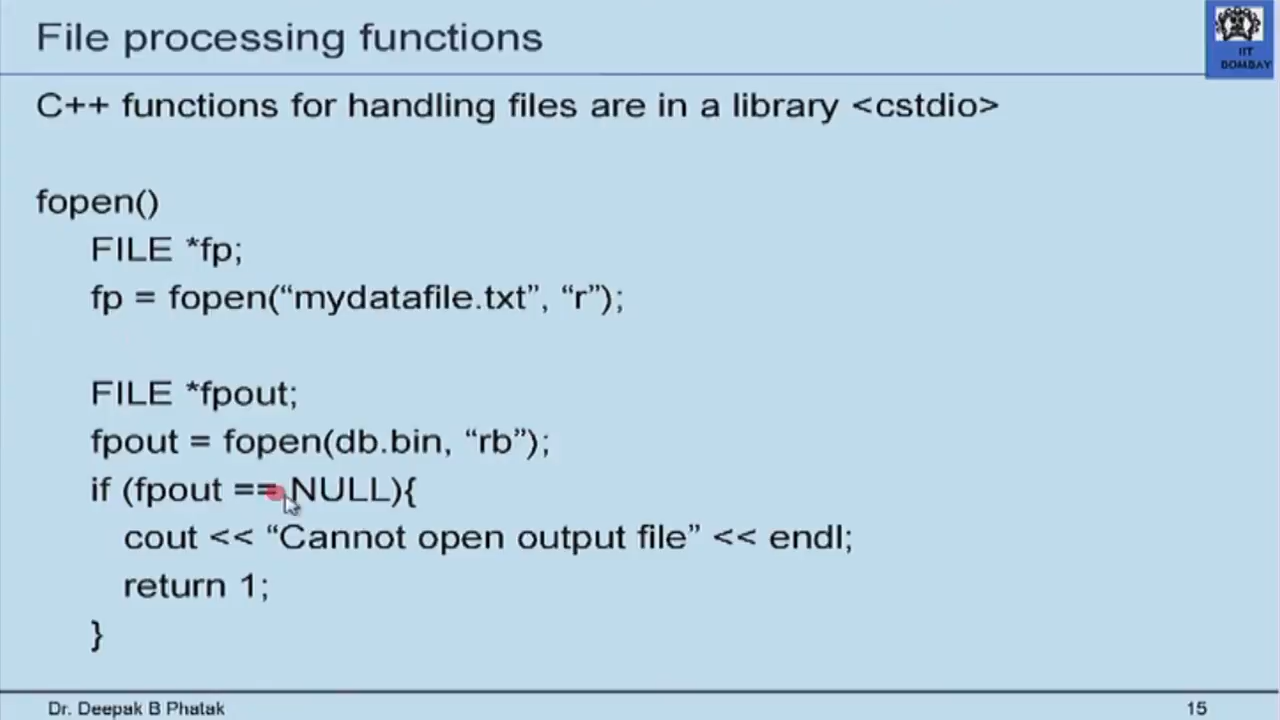 File processing functions
IIT
BOMBAY
C++ functions for handling files are in a library <cstdio>
fopen()
FILE *fp;
fp = fopen(“mydatafile.txt”, “r”);
FILE *fpout;
fpout = fopen(db.bin, “rb”);
if (fpout == NULL){
cout << “Cannot open output file” << endl;
return 1;
}
Dr. Deepak B Phatak
15